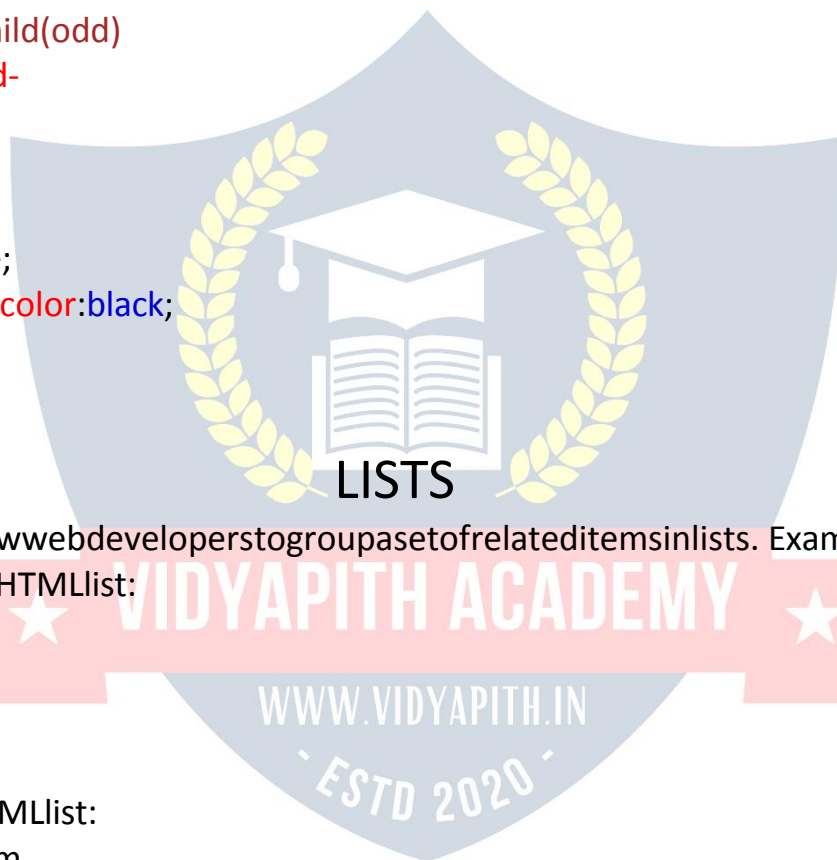 ild(odd)
d-
;
color:black;
LISTS
wwebdeveloperstogroupasetofrelateditemsinlists. Exam
HTMLlist:
VIDYAPITH ACADEMY
WWW.VIDYAPITH.IN
- ESTD 2020 -
MLlist: